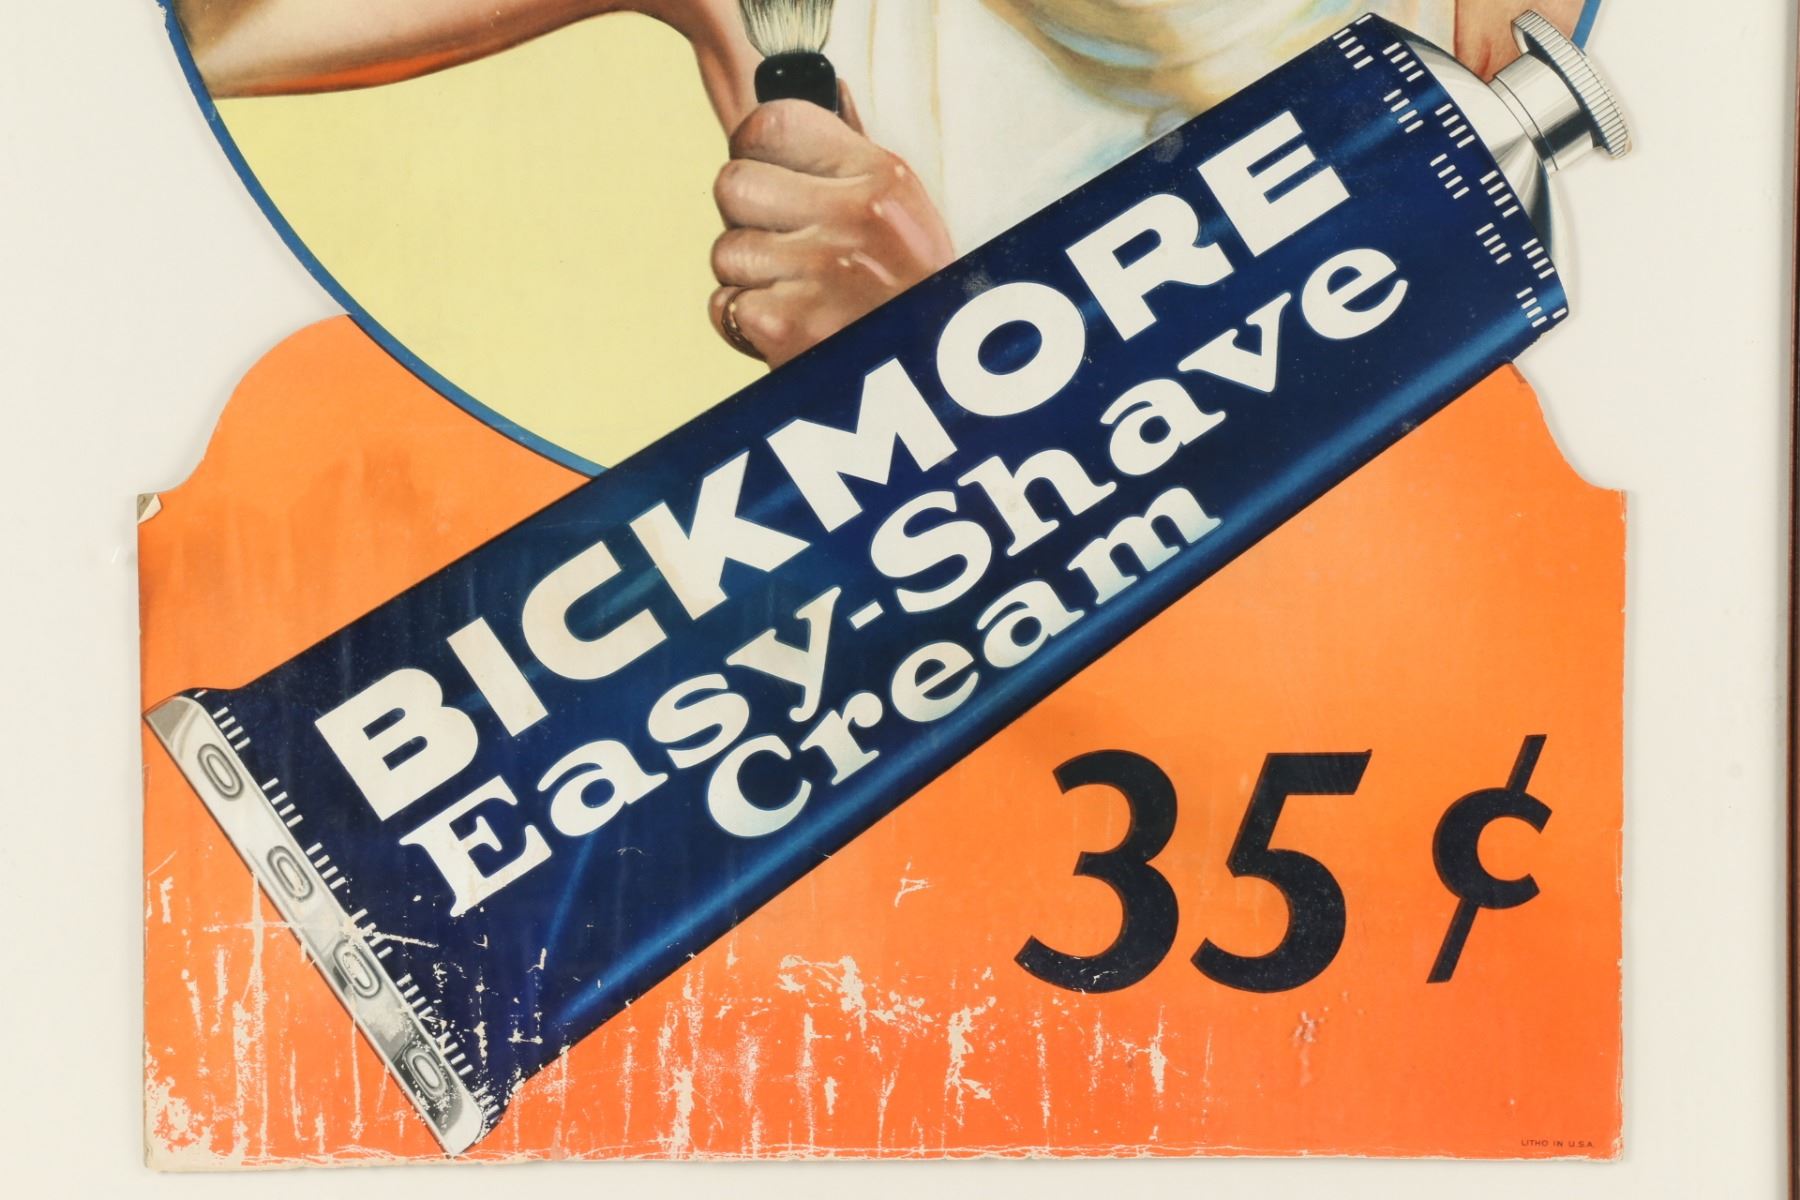 BICKMORE
Easy-Shave
Cream
35¢
LITHO IN U.S.A.